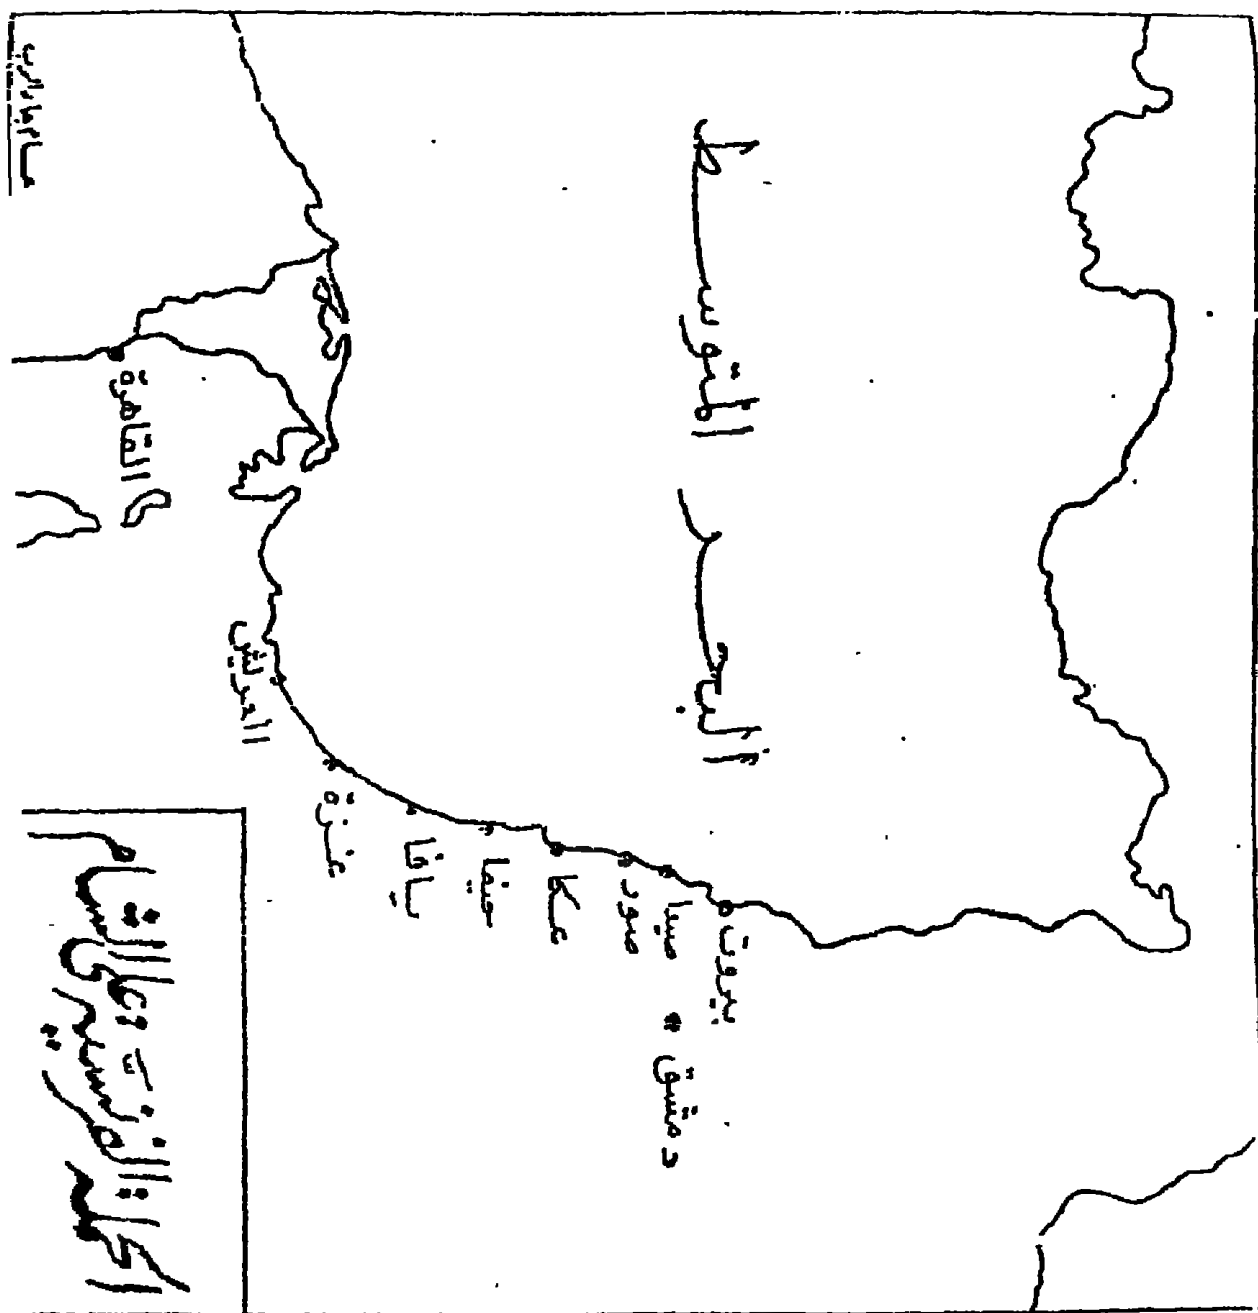 البحر المتوسط
بيروت
صيدا
دمشق
صور
عكا
حيفا
يافا
غزة
العريش
القاهرة
الحملة الفرنسية على الشام